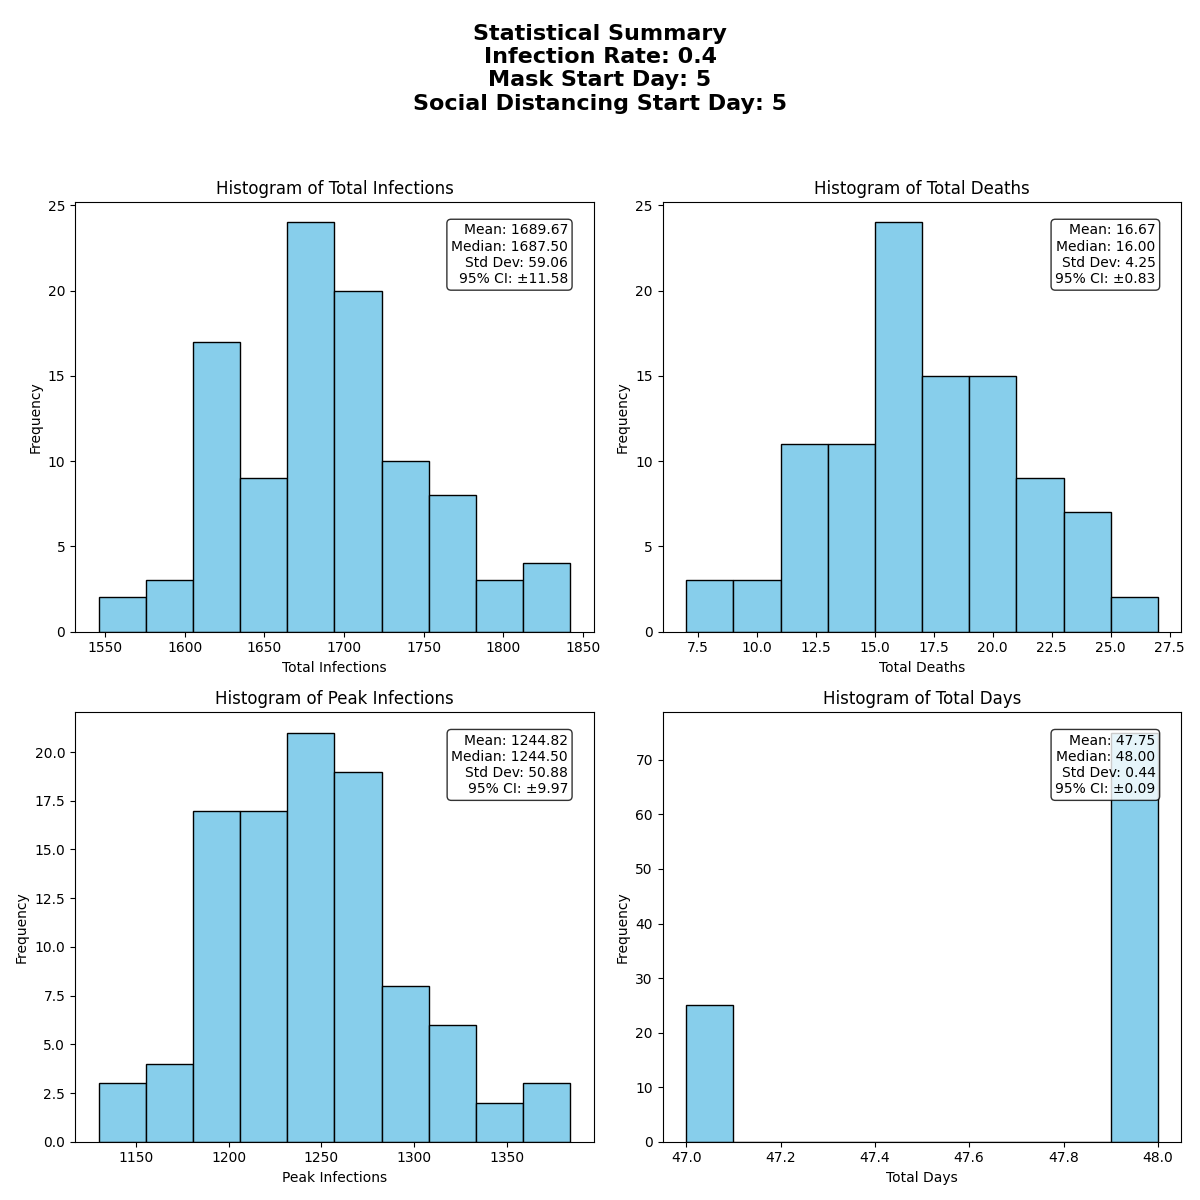 Statistical Summary
Infection Rate: 0.4
Mask Start Day: 5
Social Distancing Start Day: 5
Histogram of Total Infections
Frequency
25
20
15
10
5
0
Mean: 1689.67
Median: 1687.50
Std Dev: 59.06
95% CI: ±11.58
1550 1600 1650 1700 1750 1800 1850
Total Infections
Histogram of Total Deaths
Frequency
25
20
15
10
5
0
Mean: 16.67
Median: 16.00
Std Dev: 4.25
95% CI: ±0.83
7.5 10.0 12.5 15.0 17.5 20.0 22.5 25.0 27.5
Total Deaths
Histogram of Peak Infections
Frequency
20.0
17.5
15.0
12.5
10.0
7.5
5.0
2.5
0.0
Mean: 1244.82
Median: 1244.50
Std Dev: 50.88
95% CI: ±9.97
1150 1200 1250 1300 1350
Peak Infections
Histogram of Total Days
Frequency
70
60
50
40
30
20
10
0
Mean: 47.75
Median: 48.00
Std Dev: 0.44
95% CI: ±0.09
47.0 47.2 47.4 47.6 47.8 48.0
Total Days